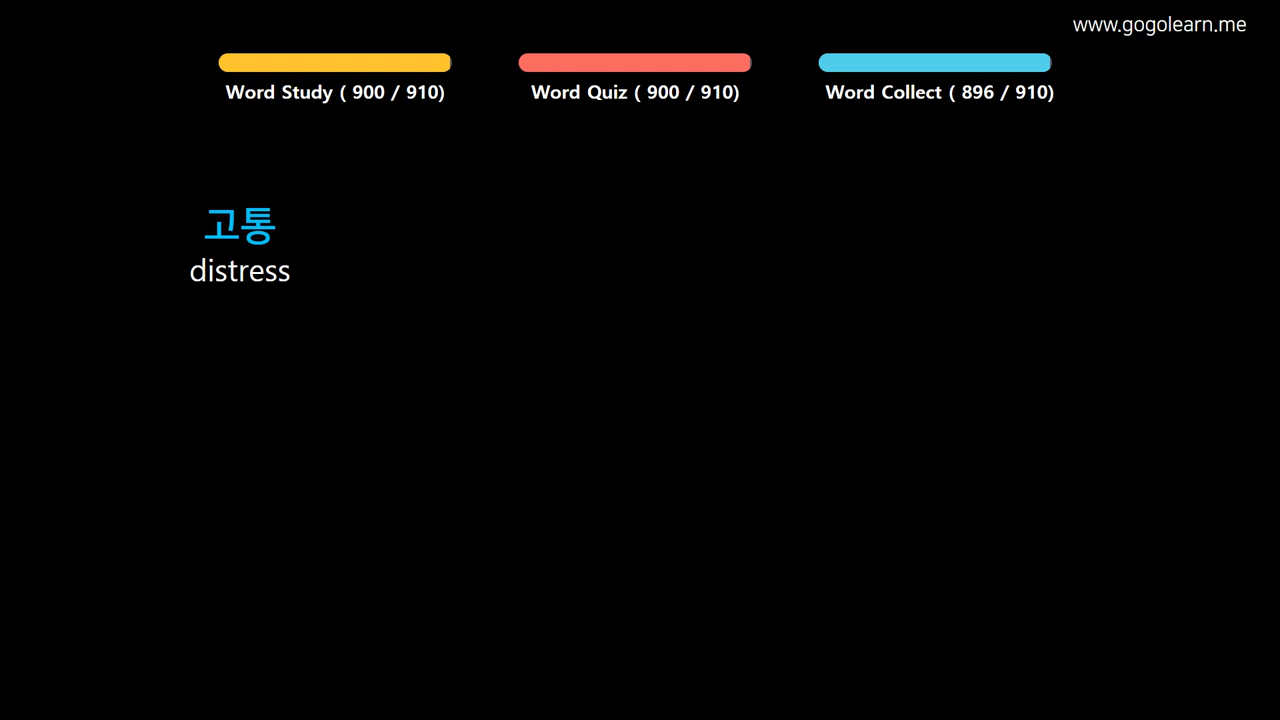 www.gogolearn.me
Word Study ( 900 / 910)
Word Quiz ( 900 / 910)
Word Collect ( 896 / 910)
고통
distress